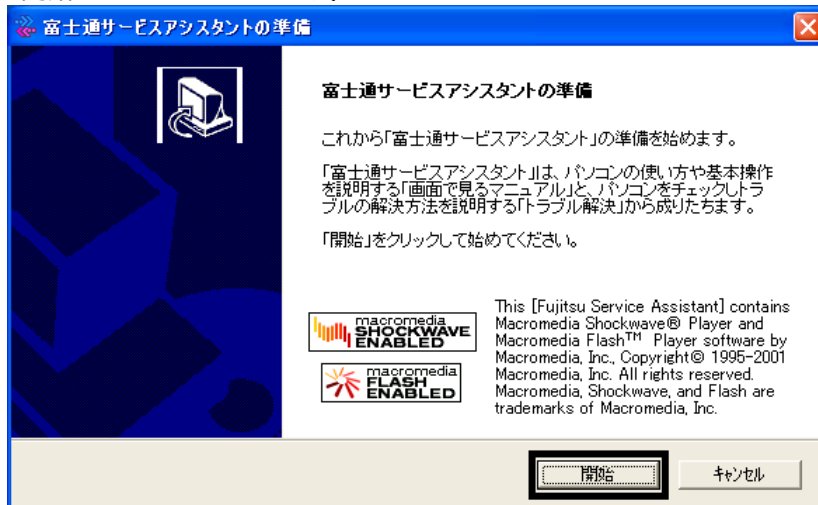 富士通サービスアシスタントの準備
富士通サービスアシスタントの準備
これから「富士通サービスアシスタント」の準備を始めます。
「富士通サービスアシスタント」は、パソコンの使い方や基本操作
を説明する「画面で見るマニュアル」と、パソコンをチェックしトラ
ブルの解決方法を説明する「トラブル解決」から成りたちます。
「開始」をクリックして始めてください。
macromedia
SHOCKWAVE
ENABLED
macromedia
FLASH
ENABLED
This [Fujitsu Service Assistant] contains
Macromedia Shockwave® Player and
Macromedia Flash™ Player software by
Macromedia, Inc., Copyright© 1995-2001
Macromedia, Inc. All rights reserved.
Macromedia, Shockwave, and Flash are
trademarks of Macromedia, Inc.
開始
キャンセル